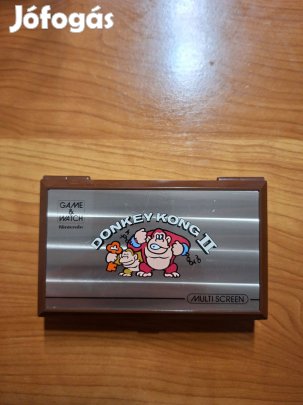 Jófogás
GAME
&
WATCH
Nintendo
DONKEY KONG II
MULTI SCREEN